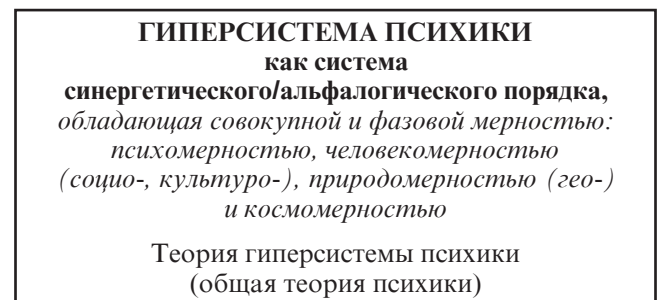 ГИПЕРСИСТЕМА ПСИХИКИ
как система
синергетического/альфалогического порядка,
обладающая совокупной и фазовой мерностью:
психомерностью, человекомерностью
(социо-, культуро-), природомерностью (гео-)
и космомерностью
Теория гиперсистемы психики
(общая теория психики)